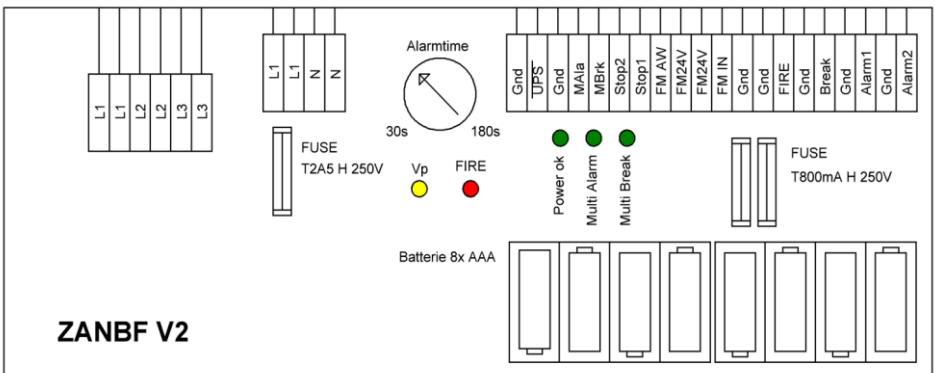 L1
L1
L2
L2
L3
L3
L1
L1
N
N
Alarmtime
30s
180s
Gnd
UPS
Gnd
MAla
MBrk
Stop2
Stop1
FM AW
FM24V
FM24V
FM IN
Gnd
Gnd
FIRE
Gnd
Break
Gnd
Alarm1
Gnd
Alarm2
FUSE
T2A5 H 250V
Vp
FIRE
Power ok
Multi Alarm
Multi Break
FUSE
T800mA H 250V
Batterie 8x AAA
ZANBF V2